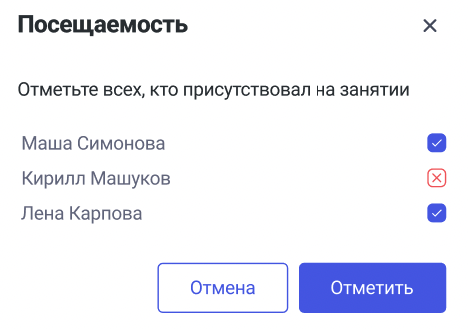 Посещаемость
Отметьте всех, кто присутствовал на занятии
Маша Симонова
Кирилл Машуков
Лена Карпова
Отмена Отметить